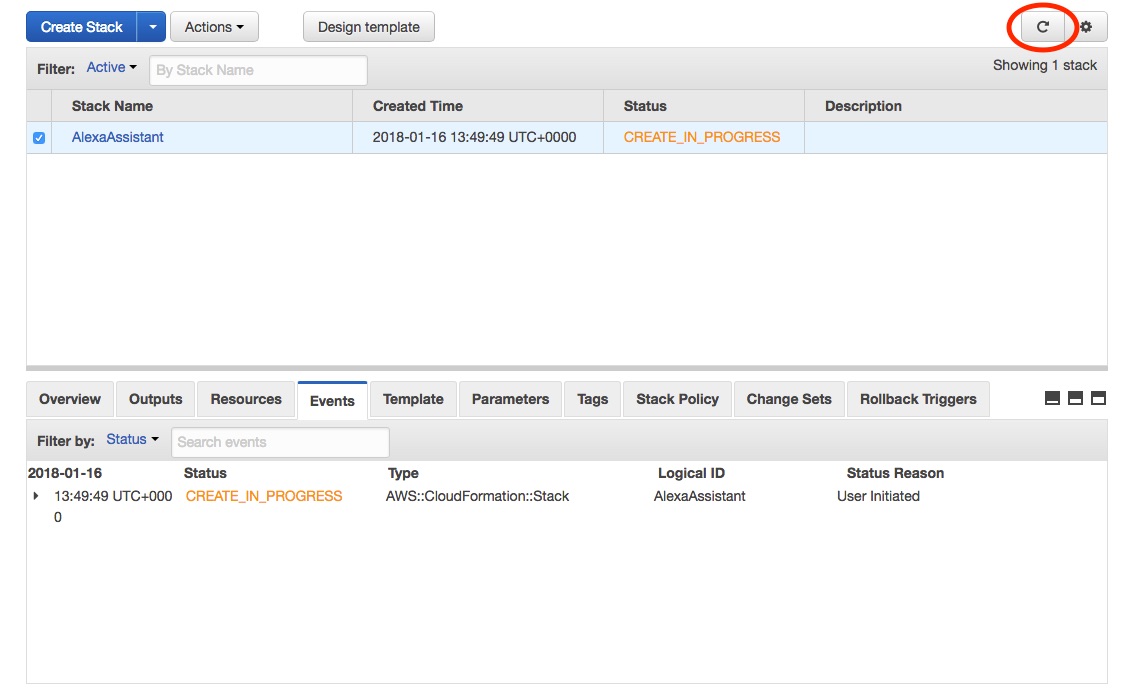 Create Stack Actions Design template
Filter: Active By Stack Name Showing 1 stack
Stack Name Created Time Status Description
AlexaAssistant 2018-01-16 13:49:49 UTC+0000 CREATE_IN_PROGRESS
Overview Outputs Resources Events Template Parameters Tags Stack Policy Change Sets Rollback Triggers
Filter by: Status Search events
2018-01-16 Status Type Logical ID Status Reason
13:49:49 UTC+000 CREATE_IN_PROGRESS AWS::CloudFormation::Stack AlexaAssistant User Initiated
0